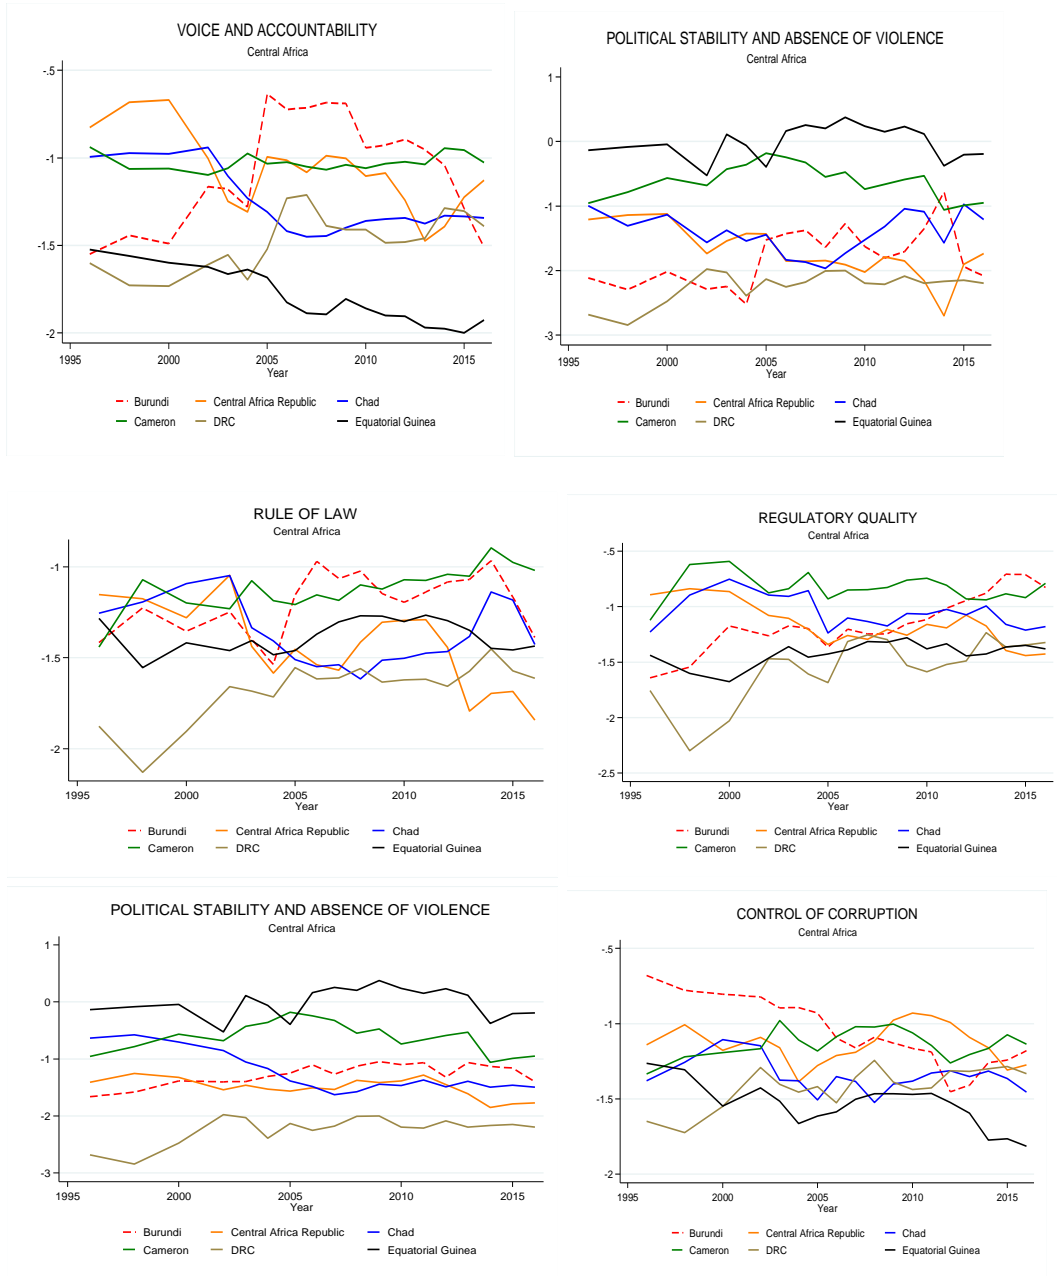 VOICE AND ACCOUNTABILITY
Central Africa
-.5
-1
-1.5
-2
1995 2000 2005 2010 2015
Year
Burundi Central Africa Republic Chad
Cameron DRC Equatorial Guinea
POLITICAL STABILITY AND ABSENCE OF VIOLENCE
Central Africa
1
0
-1
-2
-3
1995 2000 2005 2010 2015
Year
Burundi Central Africa Republic Chad
Cameron DRC Equatorial Guinea
RULE OF LAW
Central Africa
-1
-1.5
-2
1995 2000 2005 2010 2015
Year
Burundi Central Africa Republic Chad
Cameron DRC Equatorial Guinea
REGULATORY QUALITY
Central Africa
-.5
-1
-1.5
-2
-2.5
1995 2000 2005 2010 2015
Year
Burundi Central Africa Republic Chad
Cameron DRC Equatorial Guinea
POLITICAL STABILITY AND ABSENCE OF VIOLENCE
Central Africa
1
0
-1
-2
-3
1995 2000 2005 2010 2015
Year
Burundi Central Africa Republic Chad
Cameron DRC Equatorial Guinea
CONTROL OF CORRUPTION
Central Africa
-.5
-1
-1.5
-2
1995 2000 2005 2010 2015
Year
Burundi Central Africa Republic Chad
Cameron DRC Equatorial Guinea